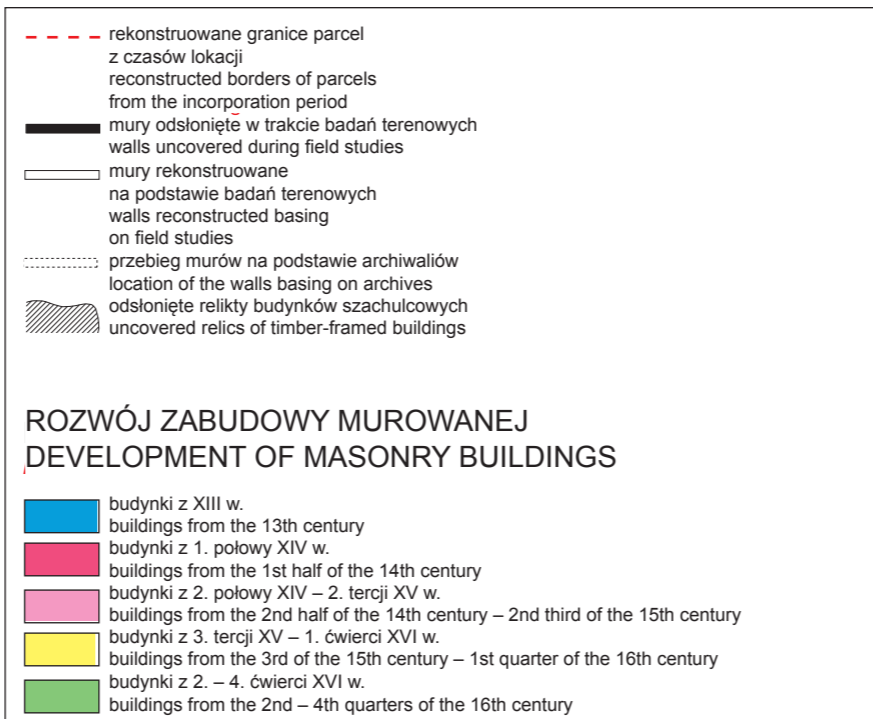 rekonstruowane granice parcel
z czasów lokacji
reconstructed borders of parcels
from the incorporation period
mury odsłonięte w trakcie badań terenowych
walls uncovered during field studies
mury rekonstruowane
na podstawie badań terenowych
walls reconstructed basing
on field studies
przebieg murów na podstawie archiwaliów
location of the walls basing on archives
odsłonięte relikty budynków szachulcowych
uncovered relics of timber-framed buildings
ROZWÓJ ZABUDOWY MUROWANEJ
DEVELOPMENT OF MASONRY BUILDINGS
budynki z XIII w.
buildings from the 13th century
budynki z 1. połowy XIV w.
buildings from the 1st half of the 14th century
budynki z 2. połowy XIV – 2. tercji XV w.
buildings from the 2nd half of the 14th century – 2nd third of the 15th century
budynki z 3. tercji XV – 1. ćwierci XVI w.
buildings from the 3rd of the 15th century – 1st quarter of the 16th century
budynki z 2. – 4. ćwierci XVI w.
buildings from the 2nd – 4th quarters of the 16th century